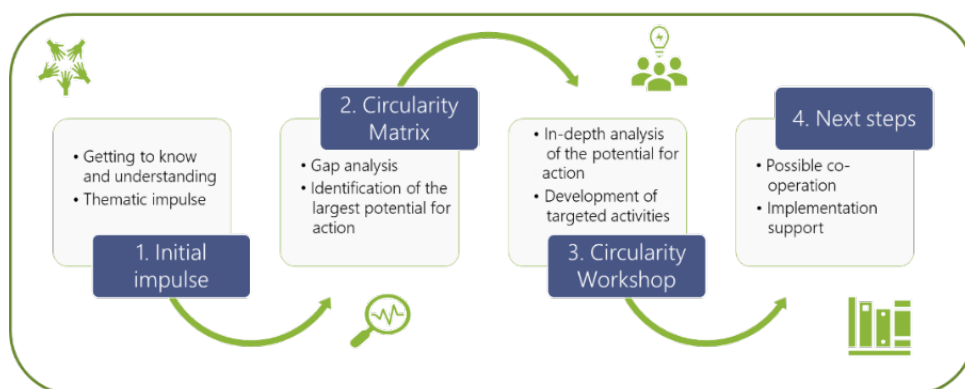 • Getting to know
and understanding
• Thematic impulse
1. Initial
impulse
2. Circularity
Matrix
• Gap analysis
• Identification of the
largest potential for
action
• In-depth analysis
of the potential for
action
• Development of
targeted activities
3. Circularity
Workshop
4. Next steps
• Possible co-
operation
• Implementation
support